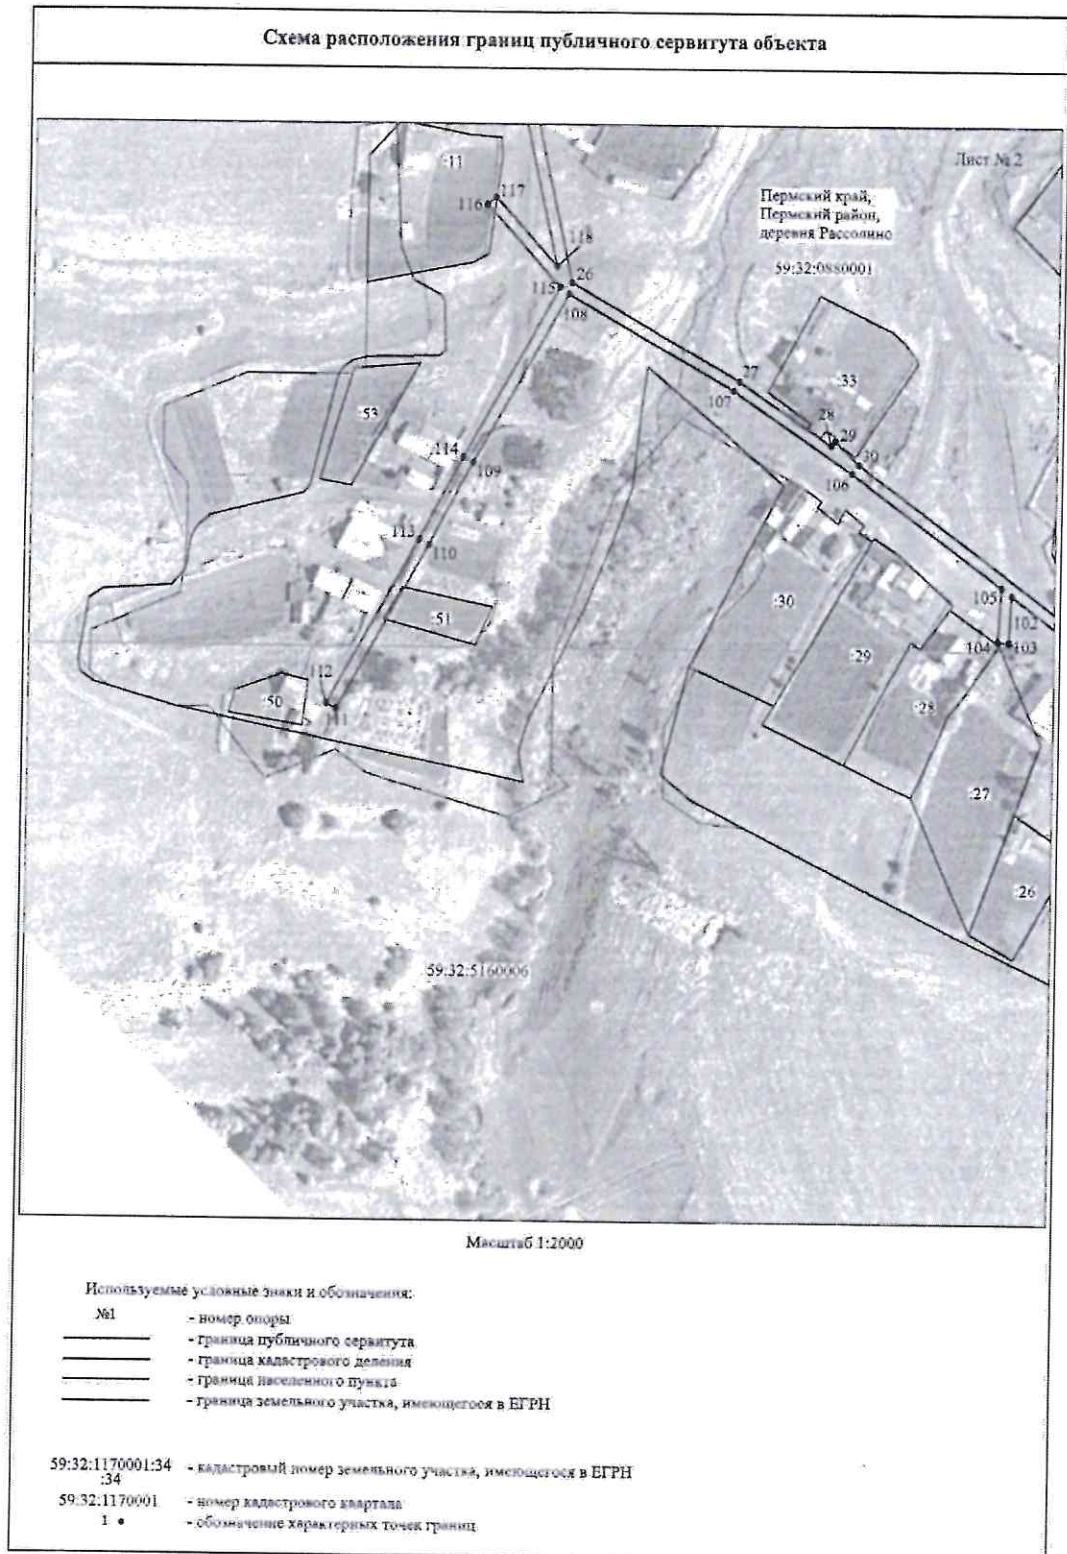 Схема расположения границ публичного сервитута объекта
Лист № 2
:11
117
116
Пермский край,
Пермский район,
деревня Рассолино
118
59:32:0880001
26
115
108
27
:33
107
28
29
:53
30
114
109
106
113
110
105
:30
102
:51
:29
104
103
112
:50
:28
111
:27
:26
59:32:5160006
Масштаб 1:2000
Используемые условные знаки и обозначения:
№1 - номер опоры
- граница публичного сервитута
- граница кадастрового деления
- граница населенного пункта
- граница земельного участка, имеющегося в ЕГРН
59:32:1170001:34 - кадастровый номер земельного участка, имеющегося в ЕГРН
:34
59:32:1170001 - номер кадастрового квартала
1 - обозначение характерных точек границ